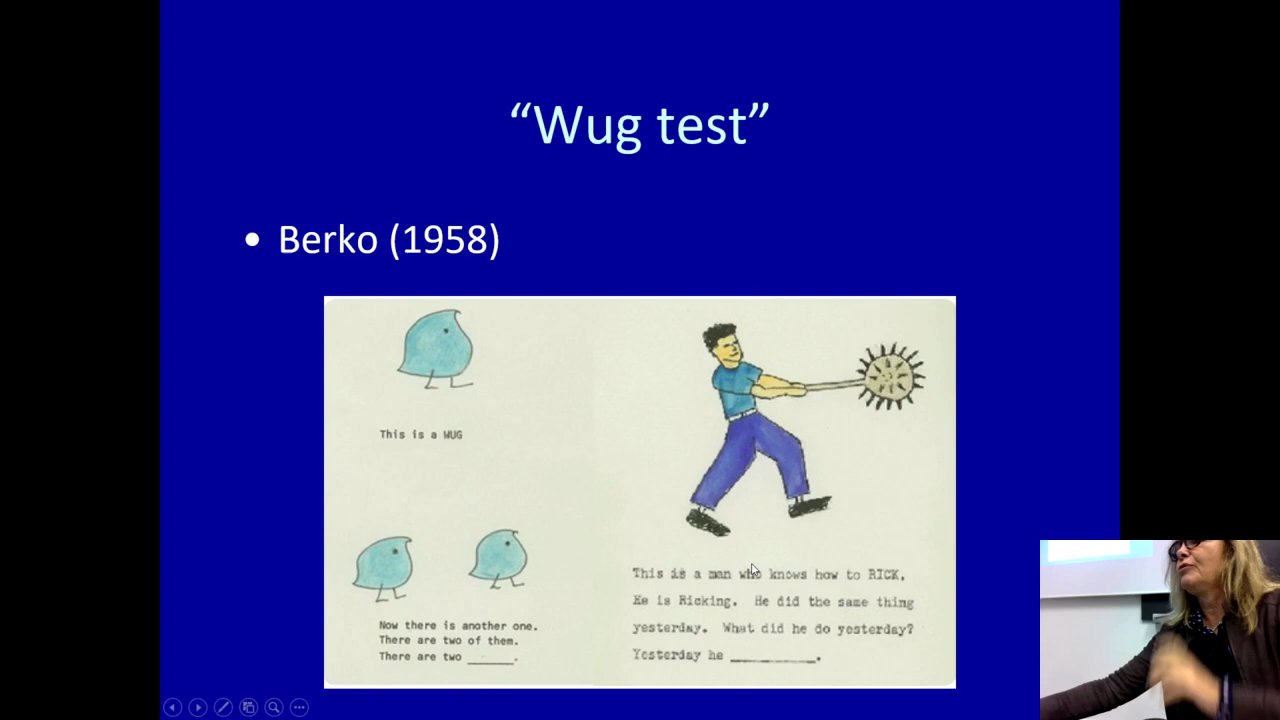 “Wug test”
• Berko (1958)
This is a WUG
Now there is another one.
There are two of them.
There are two ______.
This is a man who knows how to RICK.
He is Ricking. He did the same thing
yesterday. What did he do yesterday?
Yesterday he __________.